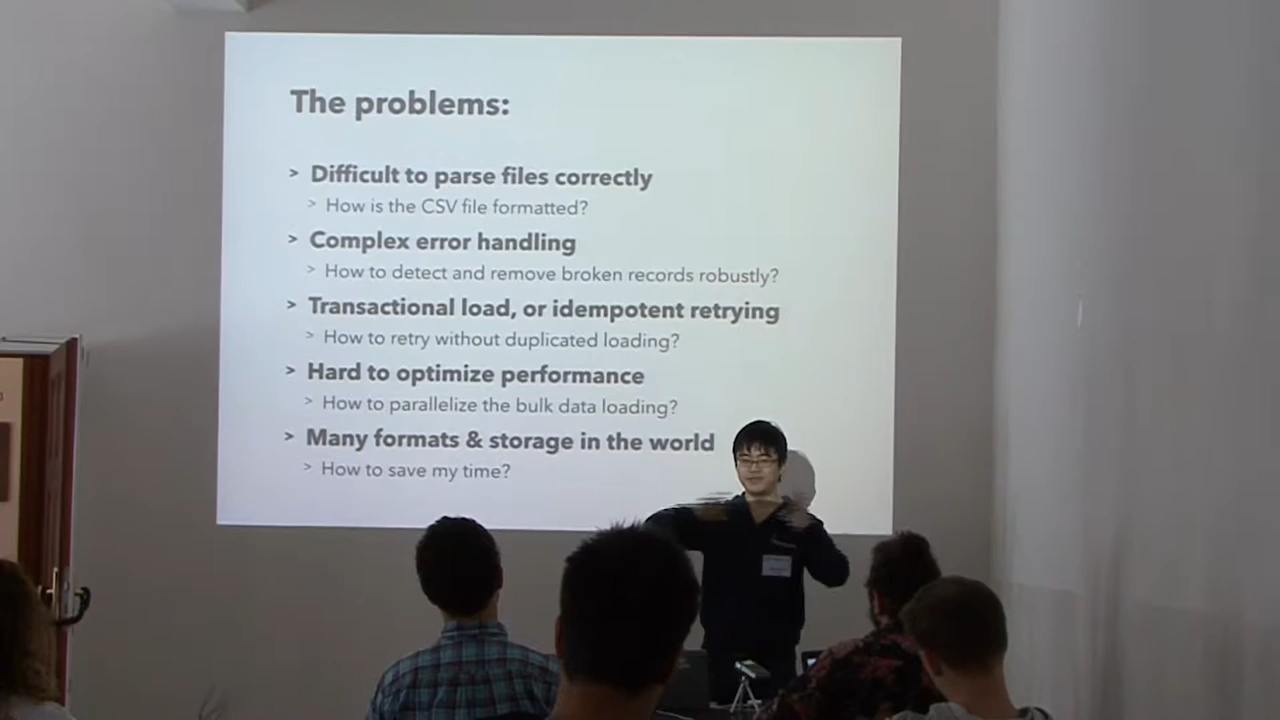 The problems:
> Difficult to parse files correctly
> How is the CSV file formatted?
> Complex error handling
> How to detect and remove broken records robustly?
> Transactional load, or idempotent retrying
> How to retry without duplicated loading?
> Hard to optimize performance
> How to parallelize the bulk data loading?
> Many formats & storage in the world
> How to save my time?